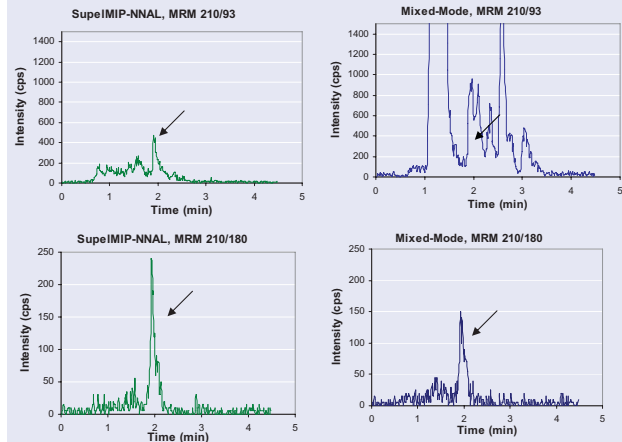 SupelMIP-NNAL, MRM 210/93
Intensity (cps)
1400
1200
1000
800
600
400
200
0
0 1 2 3 4 5
Time (min)
Mixed-Mode, MRM 210/93
Intensity (cps)
1400
1200
1000
800
600
400
200
0
0 1 2 3 4 5
Time (min)
SupelMIP-NNAL, MRM 210/180
Intensity (cps)
250
200
150
100
50
0
0 1 2 3 4 5
Time (min)
Mixed-Mode, MRM 210/180
Intensity (cps)
250
200
150
100
50
0
0 1 2 3 4 5
Time (min)